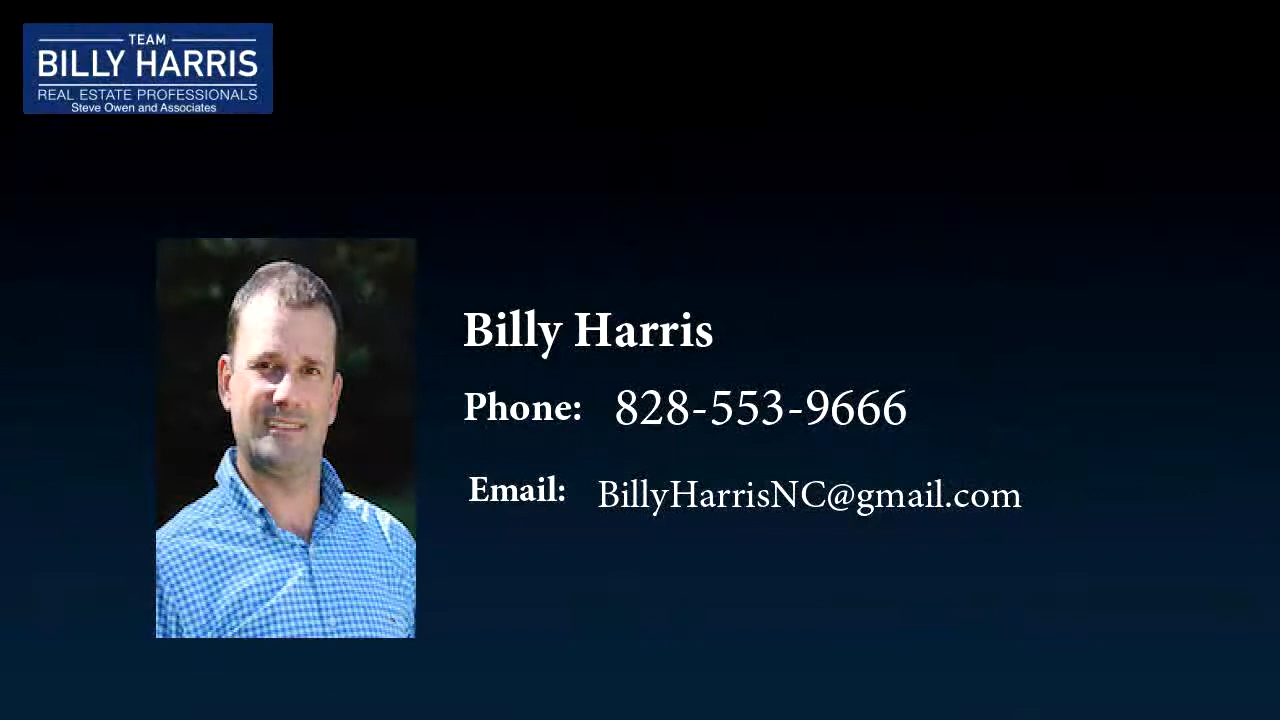 TEAM
BILLY HARRIS
REAL ESTATE PROFESSIONALS
Steve Owen and Associates
Billy Harris
Phone: 828-553-9666
Email: BillyHarrisNC@gmail.com